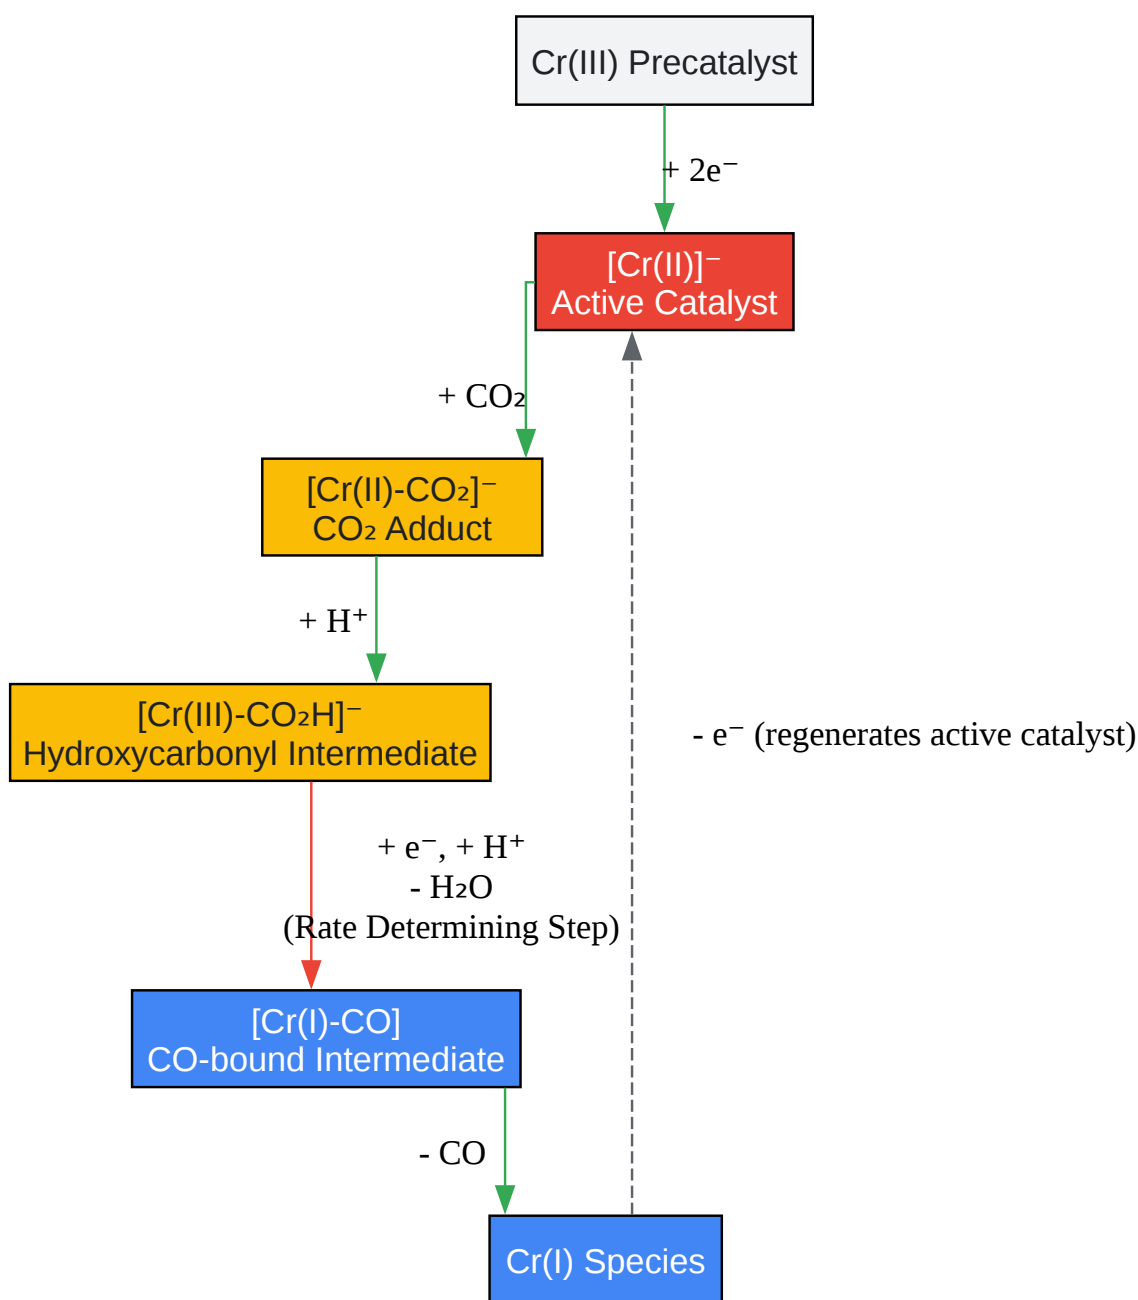 Cr(III) Precatalyst
+ 2e⁻
[Cr(II)]⁻
Active Catalyst
+ CO₂
[Cr(II)-CO₂]⁻
CO₂ Adduct
+ H⁺
[Cr(III)-CO₂H]⁻
Hydroxycarbonyl Intermediate
- e⁻ (regenerates active catalyst)
+ e⁻, + H⁺
- H₂O
(Rate Determining Step)
[Cr(I)-CO]
CO-bound Intermediate
- CO
Cr(I) Species